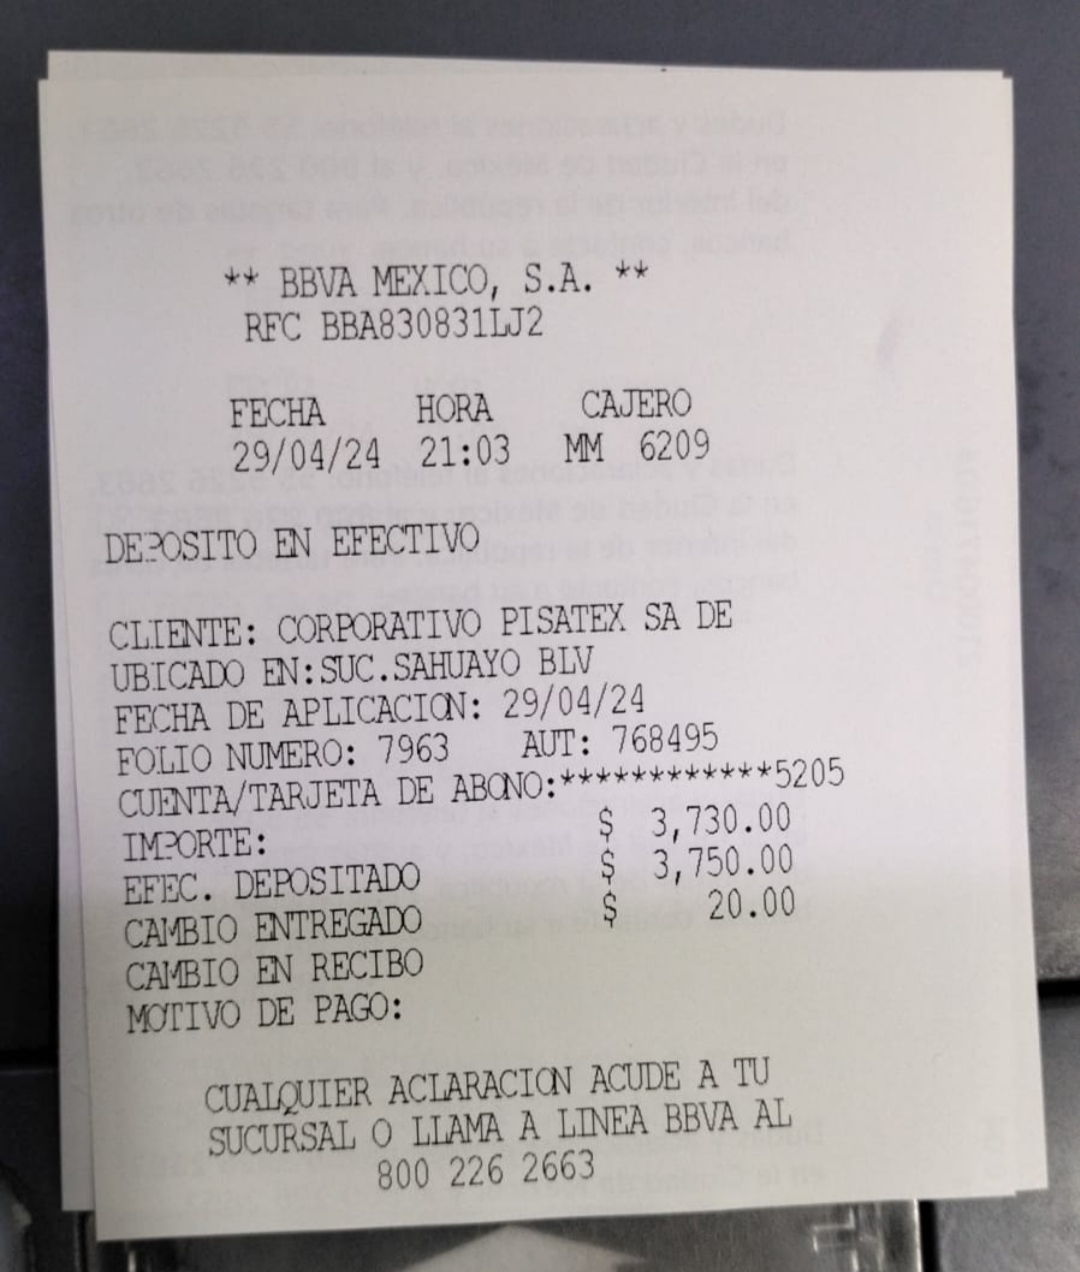 ** BBVA MEXICO, S.A. **
RFC BBA830831LJ2
FECHA HORA CAJERO
29/04/24 21:03 MM 6209
DEPOSITO EN EFECTIVO
CLIENTE: CORPORATIVO PISATEX SA DE
UBICADO EN:SUC.SAHUAYO BLV
FECHA DE APLICACION: 29/04/24
FOLIO NUMERO: 7963 AUT: 768495
CUENTA/TARJETA DE ABONO:************5205
IMPORTE: $ 3,730.00
EFEC. DEPOSITADO $ 3,750.00
CAMBIO ENTREGADO $ 20.00
CAMBIO EN RECIBO
MOTIVO DE PAGO:
CUALQUIER ACLARACION ACUDE A TU
SUCURSAL O LLAMA A LINEA BBVA AL
800 226 2663